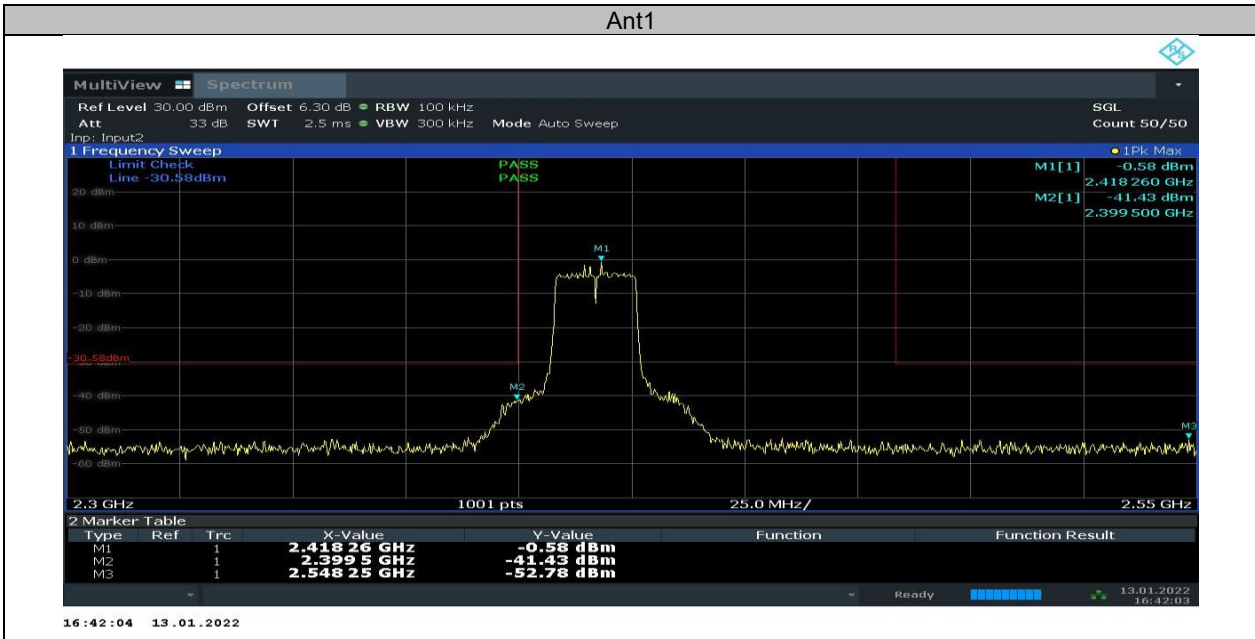 Ant1
R&S
MultiView Spectrum
Ref Level 30.00 dBm Offset 6.30 dB RBW 100 kHz SGL
Att 33 dB SWT 2.5 ms VBW 300 kHz Mode Auto Sweep Count 50/50
Inp: Input2
1 Frequency Sweep 1Pk Max
Limit Check PASS M1[1] -0.58 dBm
Line -30.58dBm PASS 2.418 260 GHz
20 dBm M2[1] -41.43 dBm
2.399 500 GHz
10 dBm
M1
0 dBm
-10 dBm
-20 dBm
-30.58dBm
M2
-40 dBm
-50 dBm
M3
-60 dBm
2.3 GHz 1001 pts 25.0 MHz/ 2.55 GHz
2 Marker Table
Type Ref Trc X-Value Y-Value Function Function Result
M1 1 2.418 26 GHz -0.58 dBm
M2 1 2.399 5 GHz -41.43 dBm
M3 1 2.548 25 GHz -52.78 dBm
Ready 13.01.2022
16:42:03
16:42:04 13.01.2022